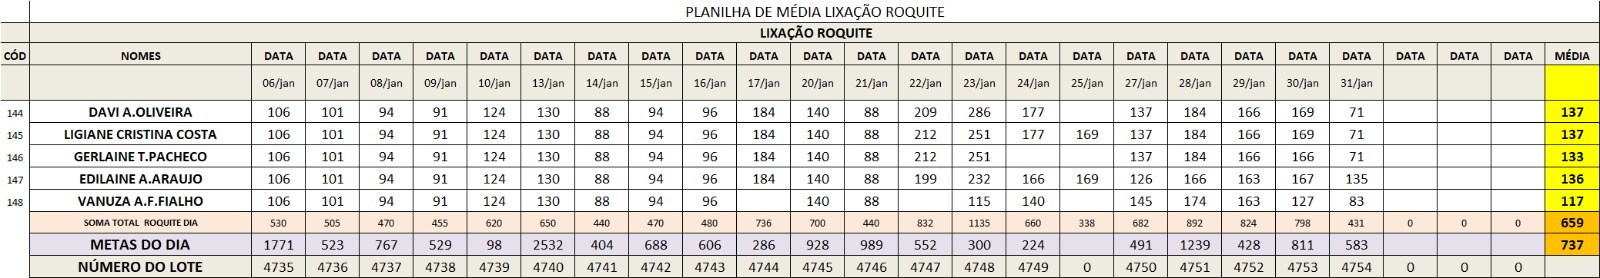 PLANILHA DE MÉDIA LIXAÇÃO ROQUITE
LIXAÇÃO ROQUITE
CÓD NOMES DATA DATA DATA DATA DATA DATA DATA DATA DATA DATA DATA DATA DATA DATA DATA DATA DATA DATA DATA DATA DATA DATA DATA DATA MÉDIA
06/jan 07/jan 08/jan 09/jan 10/jan 13/jan 14/jan 15/jan 16/jan 17/jan 20/jan 21/jan 22/jan 23/jan 24/jan 25/jan 27/jan 28/jan 29/jan 30/jan 31/jan
144 DAVI A.OLIVEIRA 106 101 94 91 124 130 88 94 96 184 140 88 209 286 177 137 184 166 169 71 137
145 LIGIANE CRISTINA COSTA 106 101 94 91 124 130 88 94 96 184 140 88 212 251 177 169 137 184 166 169 71 137
146 GERLAINE T.PACHECO 106 101 94 91 124 130 88 94 96 184 140 88 212 251 137 184 166 166 71 133
147 EDILAINE A.ARAUJO 106 101 94 91 124 130 88 94 96 184 140 88 199 232 166 169 126 166 163 167 135 136
148 VANUZA A.F.FIALHO 106 101 94 91 124 130 88 94 96 140 88 115 140 145 174 163 127 83 117
SOMA TOTAL ROQUITE DIA 530 505 470 455 620 650 440 470 480 736 700 440 832 1135 660 338 682 892 824 798 431 0 0 0 659
METAS DO DIA 1771 523 767 529 98 2532 404 688 606 286 928 989 552 300 224 491 1239 428 811 583 737
NÚMERO DO LOTE 4735 4736 4737 4738 4739 4740 4741 4742 4743 4744 4745 4746 4747 4748 4749 0 4750 4751 4752 4753 4754 0 0 0